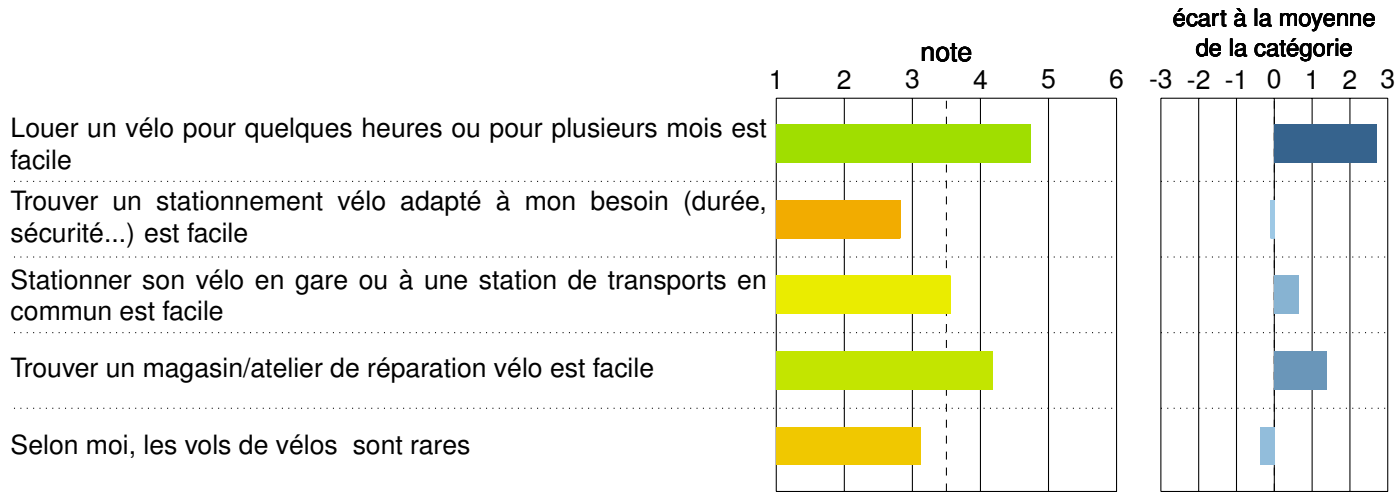 écart à la moyenne
note de la catégorie
1 2 3 4 5 6 -3 -2 -1 0 1 2 3
Louer un vélo pour quelques heures ou pour plusieurs mois est
facile
Trouver un stationnement vélo adapté à mon besoin (durée,
sécurité...) est facile
Stationner son vélo en gare ou à une station de transports en
commun est facile
Trouver un magasin/atelier de réparation vélo est facile
Selon moi, les vols de vélos sont rares